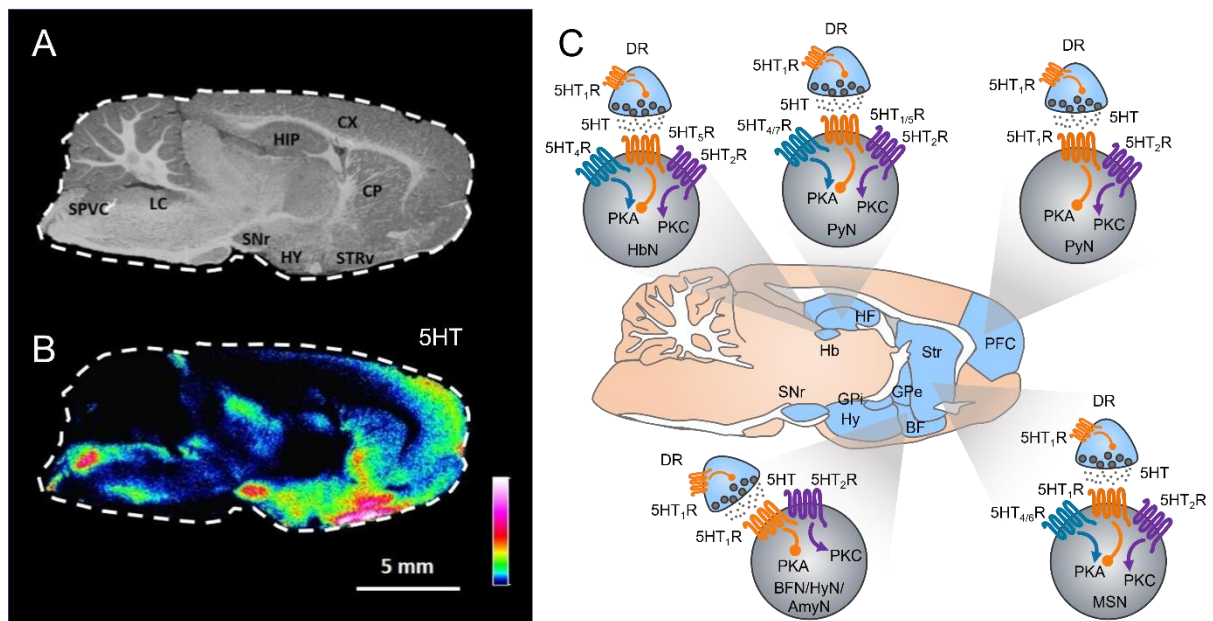 A
CX
HIP
CP
SPVC
LC
SNr
HY
STRv
B
5HT
5 mm
C
DR
5HT1R
5HT
5HT5R
5HT4R
5HT2R
PKA
PKC
HbN
DR
5HT1R
5HT
5HT1/5R
5HT4/7R
5HT2R
PKA
PKC
PyN
DR
5HT1R
5HT
5HT1R
5HT2R
PKA
PKC
PyN
HF
Hb
Str
PFC
SNr
GPi
GPe
Hy
BF
DR
5HT1R
5HT
5HT2R
5HT1R
PKA
PKC
BFN/HyN/
AmyN
DR
5HT1R
5HT
5HT1R
5HT2R
5HT4/6R
PKA
PKC
MSN